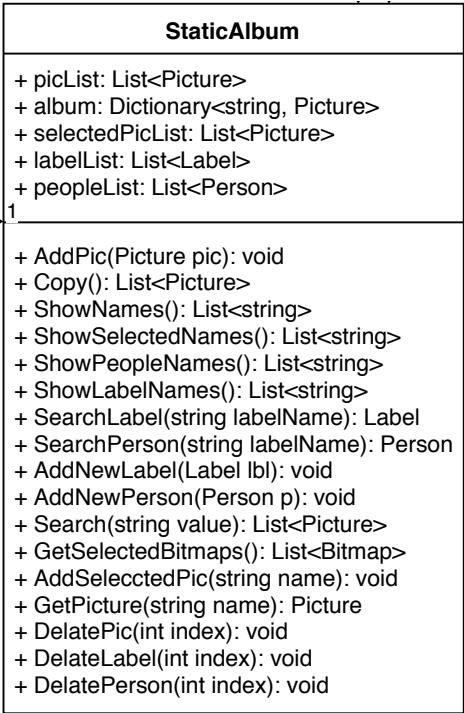 StaticAlbum
+ picList: List<Picture>
+ album: Dictionary<string, Picture>
+ selectedPicList: List<Picture>
+ labelList: List<Label>
+ peopleList: List<Person>
1
+ AddPic(Picture pic): void
+ Copy(): List<Picture>
+ ShowNames(): List<string>
+ ShowSelectedNames(): List<string>
+ ShowPeopleNames(): List<string>
+ ShowLabelNames(): List<string>
+ SearchLabel(string labelName): Label
+ SearchPerson(string labelName): Person
+ AddNewLabel(Label lbl): void
+ AddNewPerson(Person p): void
+ Search(string value): List<Picture>
+ GetSelectedBitmaps(): List<Bitmap>
+ AddSelecctedPic(string name): void
+ GetPicture(string name): Picture
+ DelatePic(int index): void
+ DelateLabel(int index): void
+ DelatePerson(int index): void